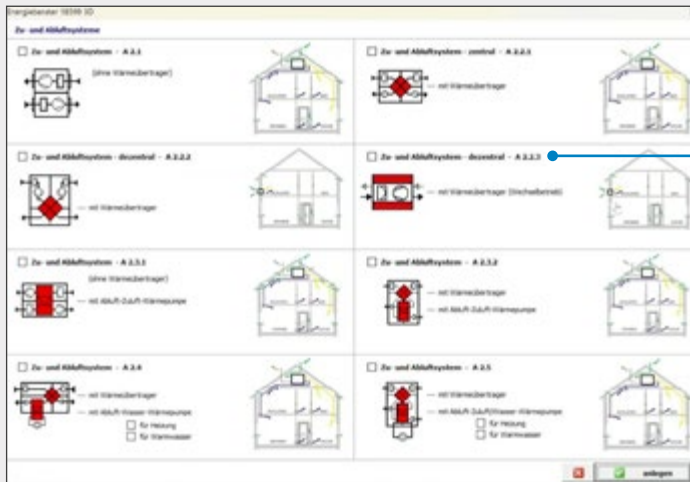 Energieberater 18599 3D
Zu- und Abluftsysteme
Zu- und Abluftsystem - A 2.1
(ohne Wärmeübertrager)
Zu- und Abluftsystem - zentral - A 2.2.1
mit Wärmeübertrager
Zu- und Abluftsystem - dezentral - A 2.2.2
mit Wärmeübertrager
Zu- und Abluftsystem - dezentral - A 2.2.3
mit Wärmeübertrager (Wechselbetrieb)
Zu- und Abluftsystem - A 2.3.1
(ohne Wärmeübertrager)
mit Abluft-Zuluft-Wärmepumpe
Zu- und Abluftsystem - A 2.3.2
mit Wärmeübertrager
mit Abluft-Zuluft-Wärmepumpe
Zu- und Abluftsystem - A 2.4
mit Wärmeübertrager
mit Abluft-Wasser-Wärmepumpe
für Heizung
für Warmwasser
Zu- und Abluftsystem - A 2.5
mit Wärmeübertrager
mit Abluft-Zuluft/Wasser-Wärmepumpe
für Heizung
für Warmwasser
anlegen